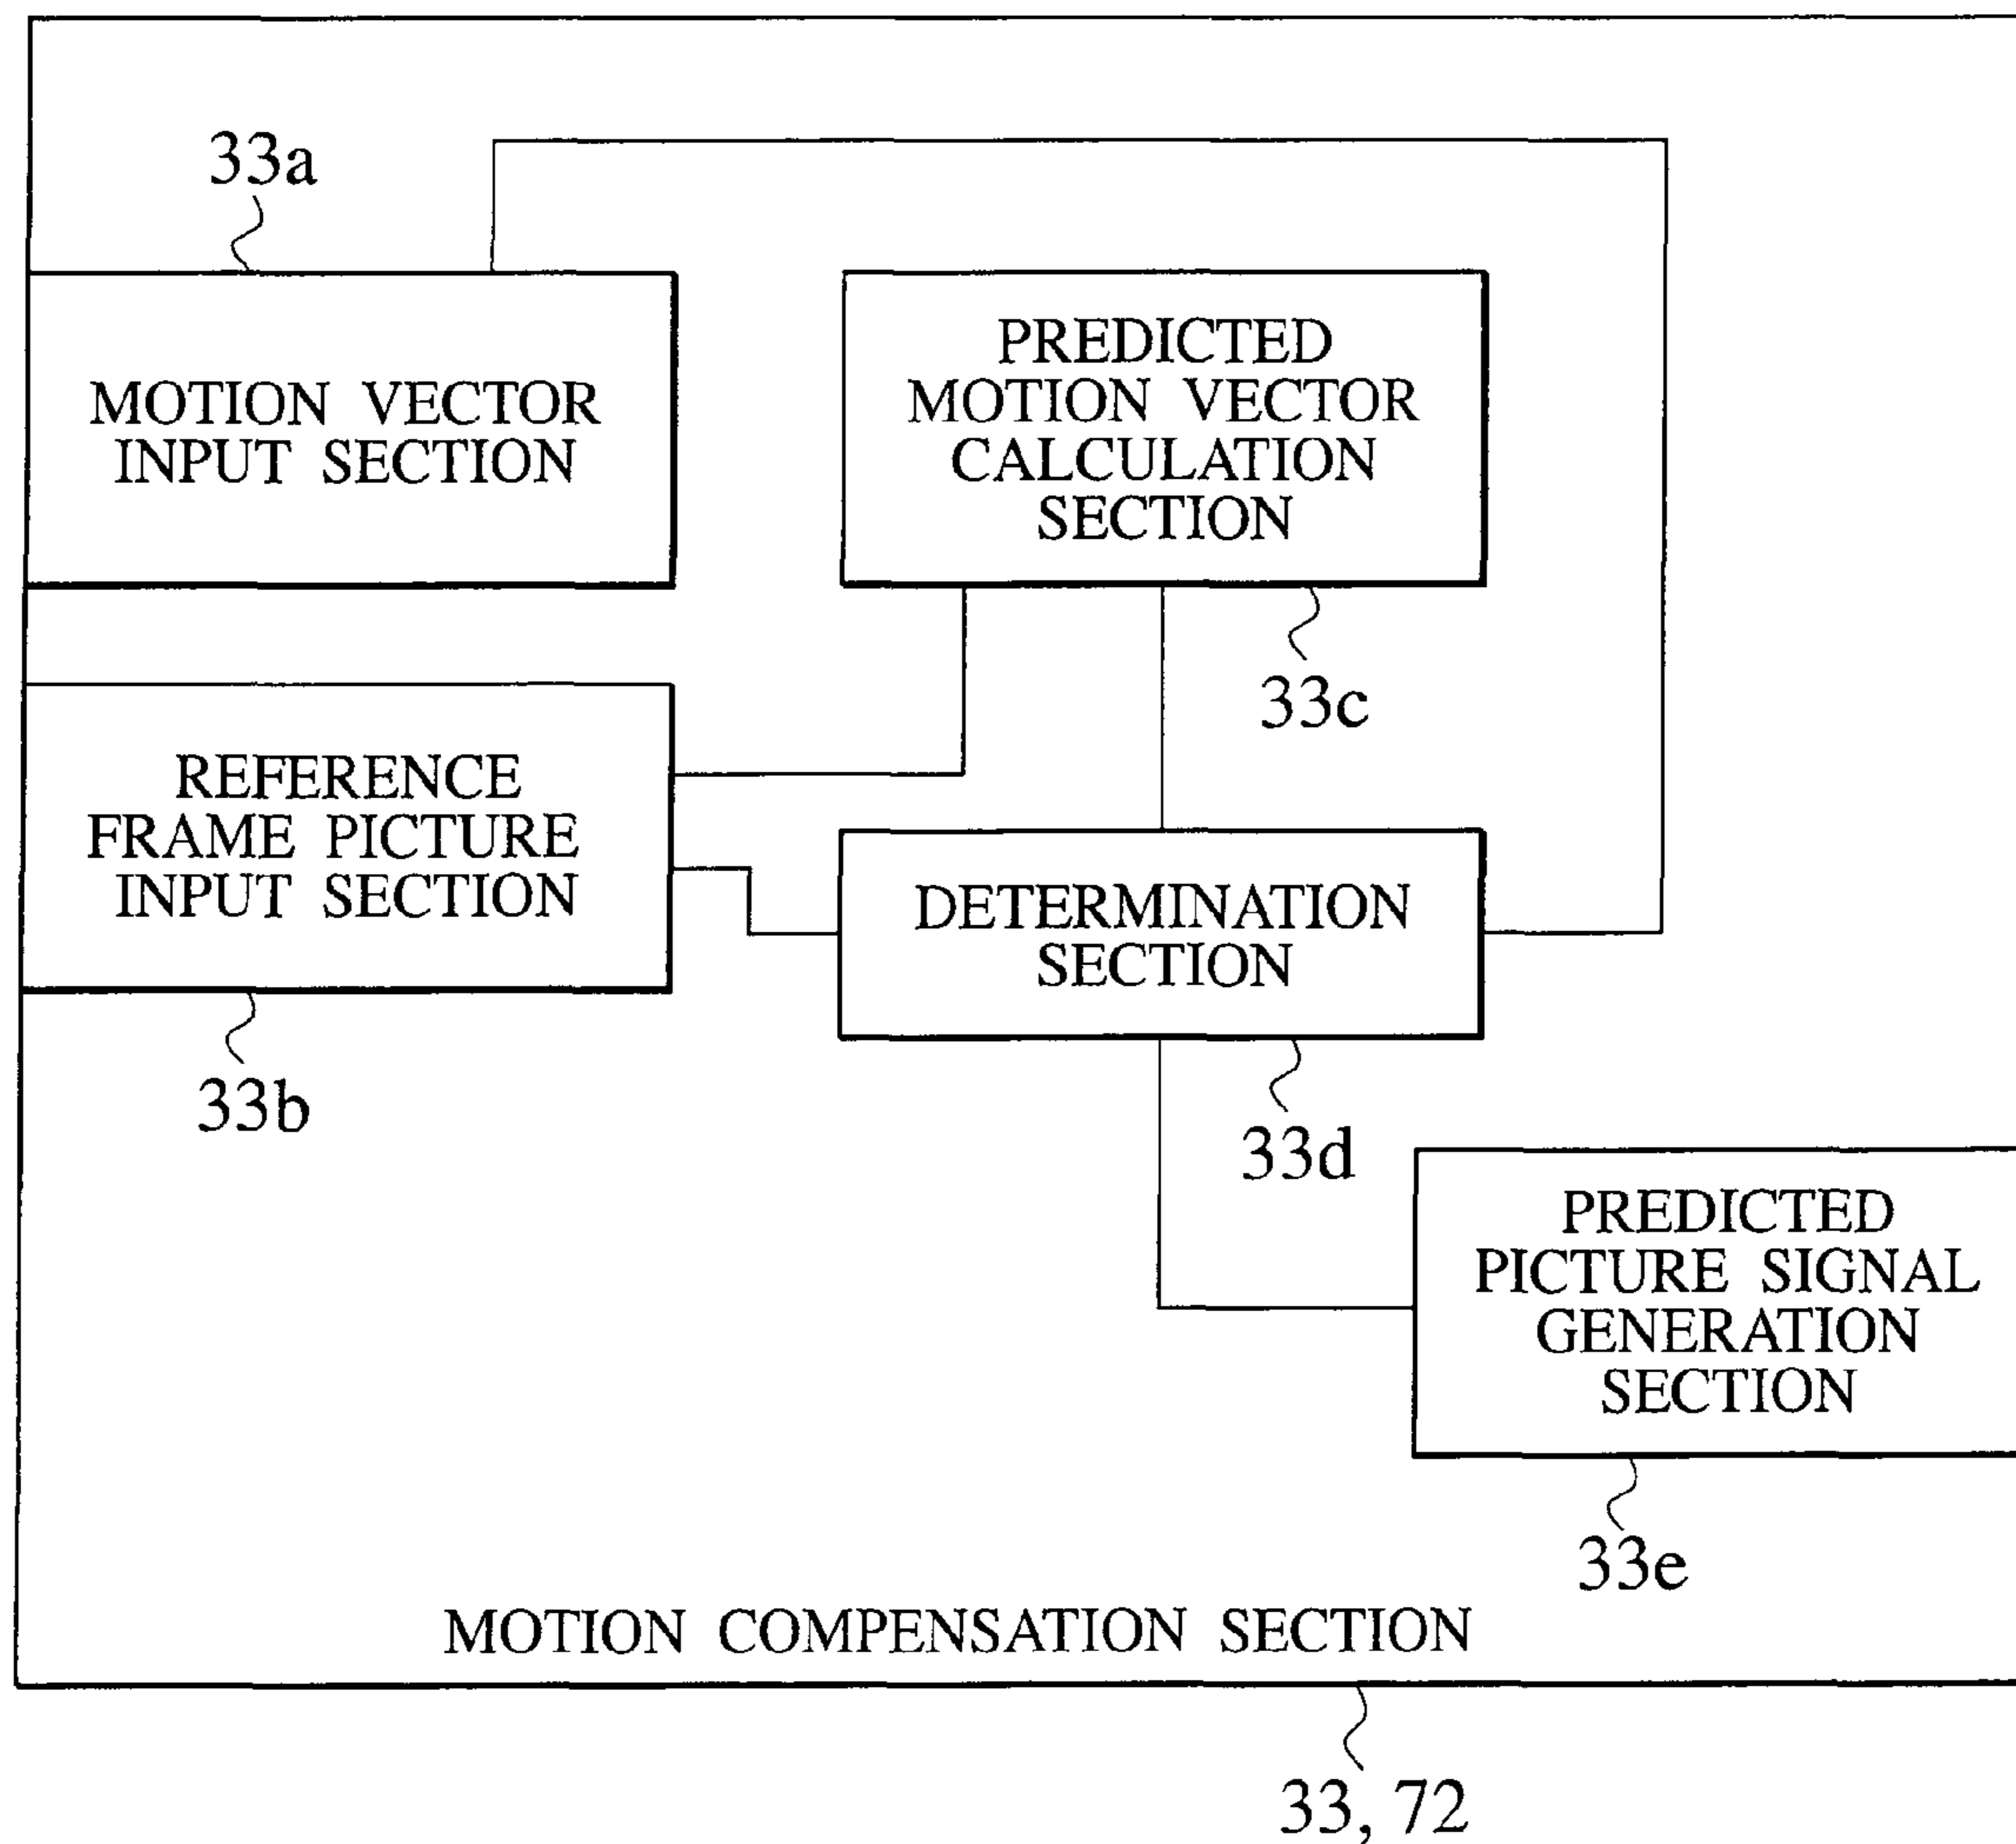 33a
MOTION VECTOR
INPUT SECTION
PREDICTED
MOTION VECTOR
CALCULATION
SECTION
33c
REFERENCE
FRAME PICTURE
INPUT SECTION
33b
DETERMINATION
SECTION
33d
PREDICTED
PICTURE SIGNAL
GENERATION
SECTION
33e
MOTION COMPENSATION SECTION
33, 72